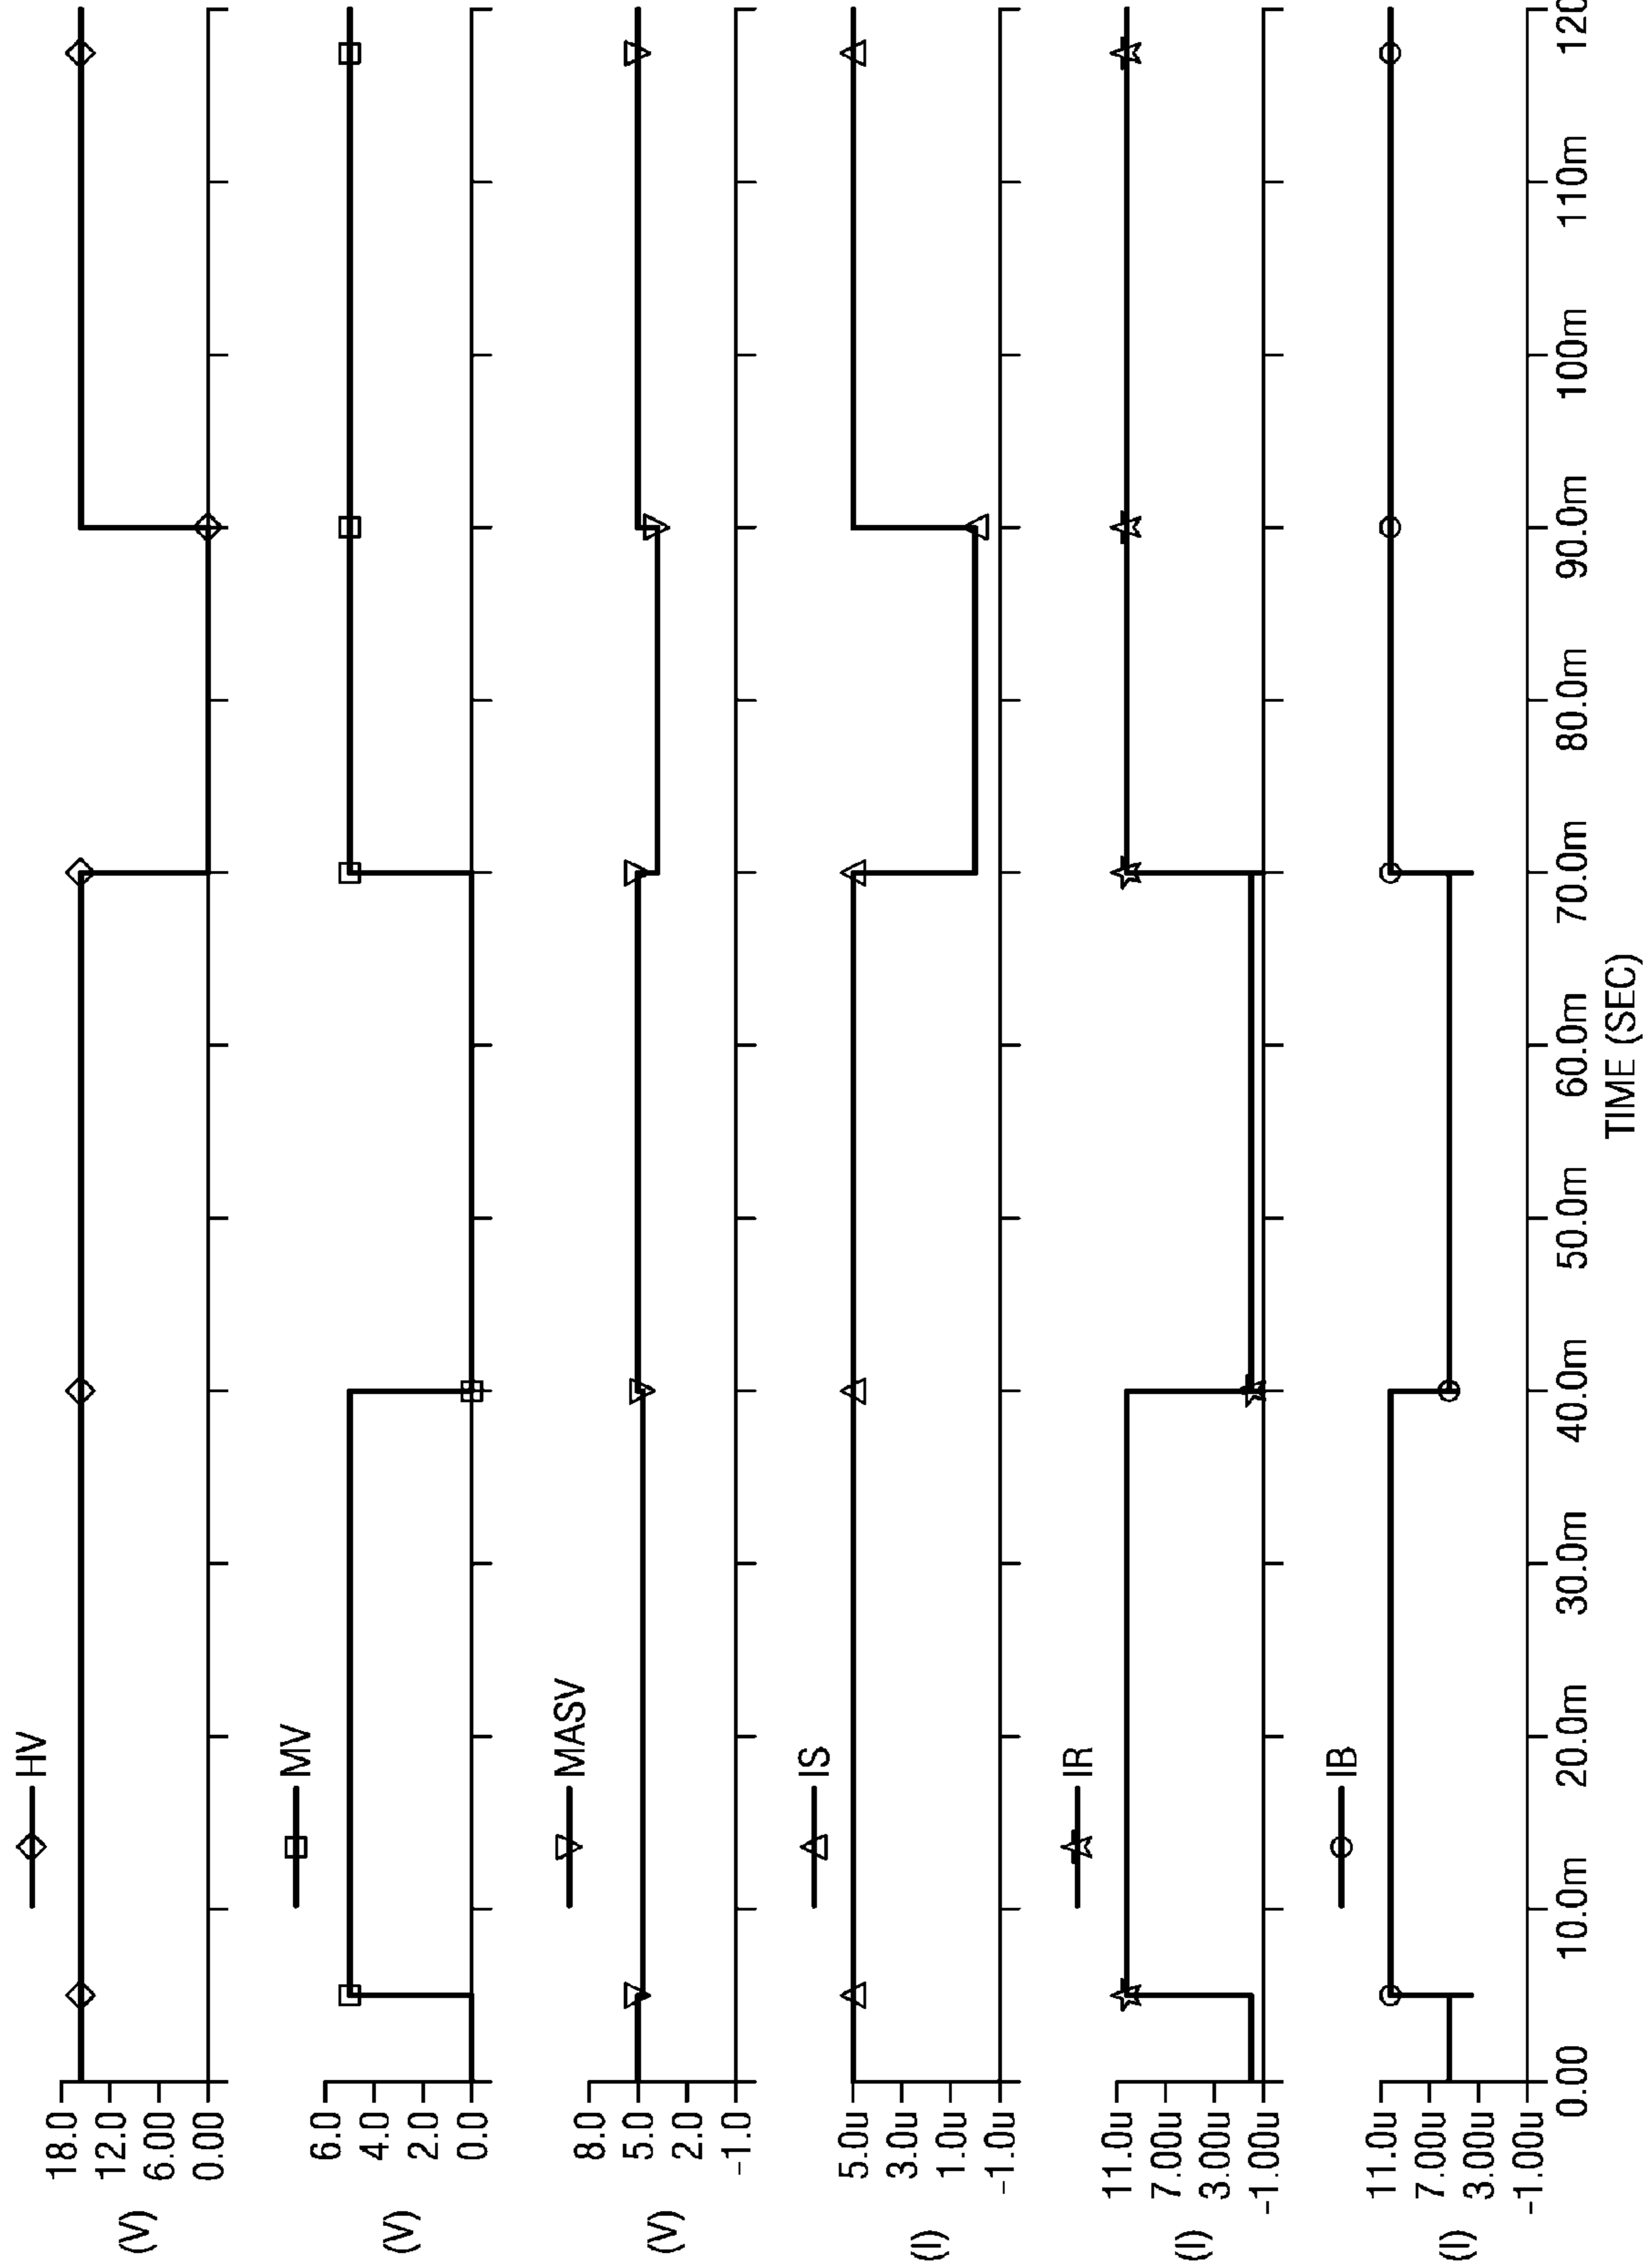 HV
18.0
12.0
6.00
0.00
(V)
MV
6.0
4.0
2.0
0.0
(V)
MASV
8.0
5.0
2.0
-1.0
(V)
IS
5.0u
3.0u
1.0u
-1.0u
(I)
IR
11.0u
7.00u
3.00u
-1.00u
(I)
IB
11.0u
7.00u
3.00u
-1.00u
(I)
0.00 10.0m 20.0m 30.0m 40.0m 50.0m 60.0m 70.0m 80.0m 90.0m 100m 110m 120
TIME (SEC)